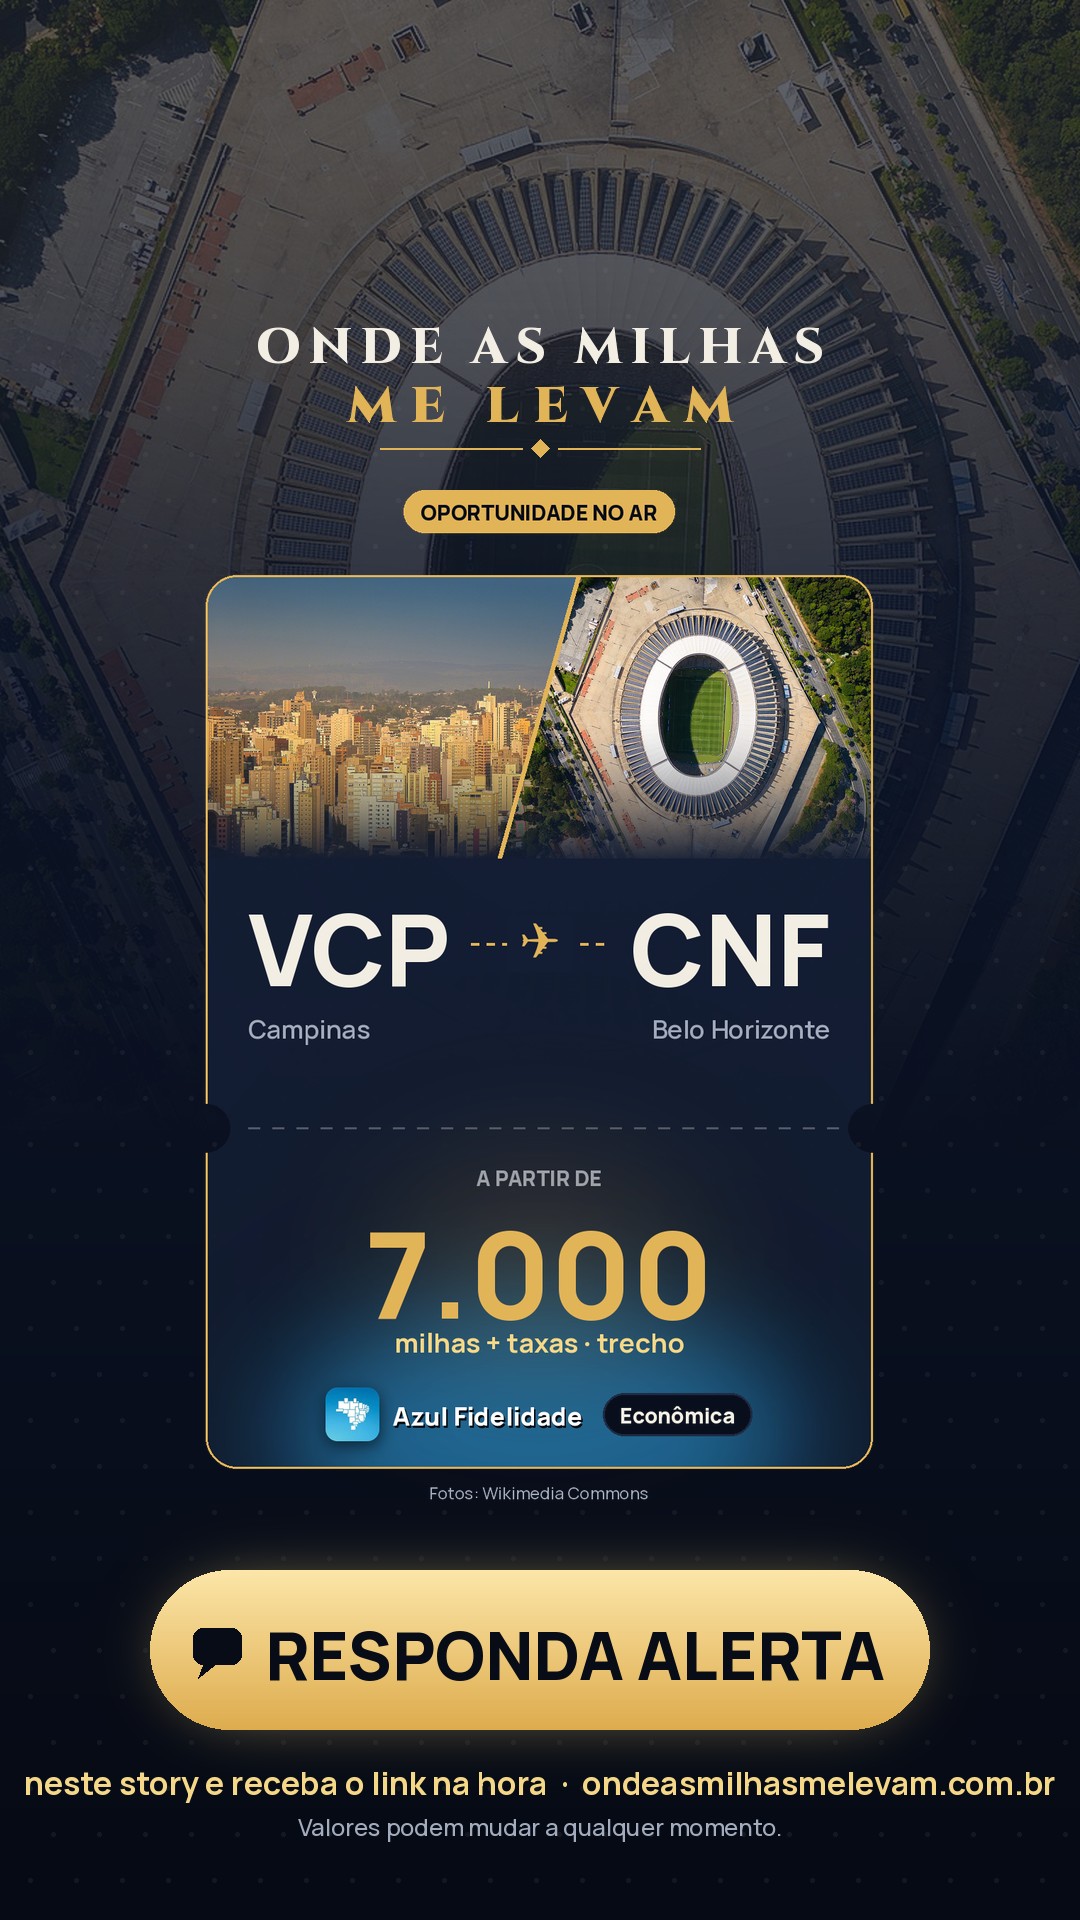 ONDE AS MILHAS
ME LEVAM
OPORTUNIDADE NO AR
VCP CNF
Campinas Belo Horizonte
A PARTIR DE
7.000
milhas + taxas · trecho
Azul Fidelidade Econômica
Fotos: Wikimedia Commons
RESPONDA ALERTA
neste story e receba o link na hora · ondeasmilhasmelevam.com.br
Valores podem mudar a qualquer momento.